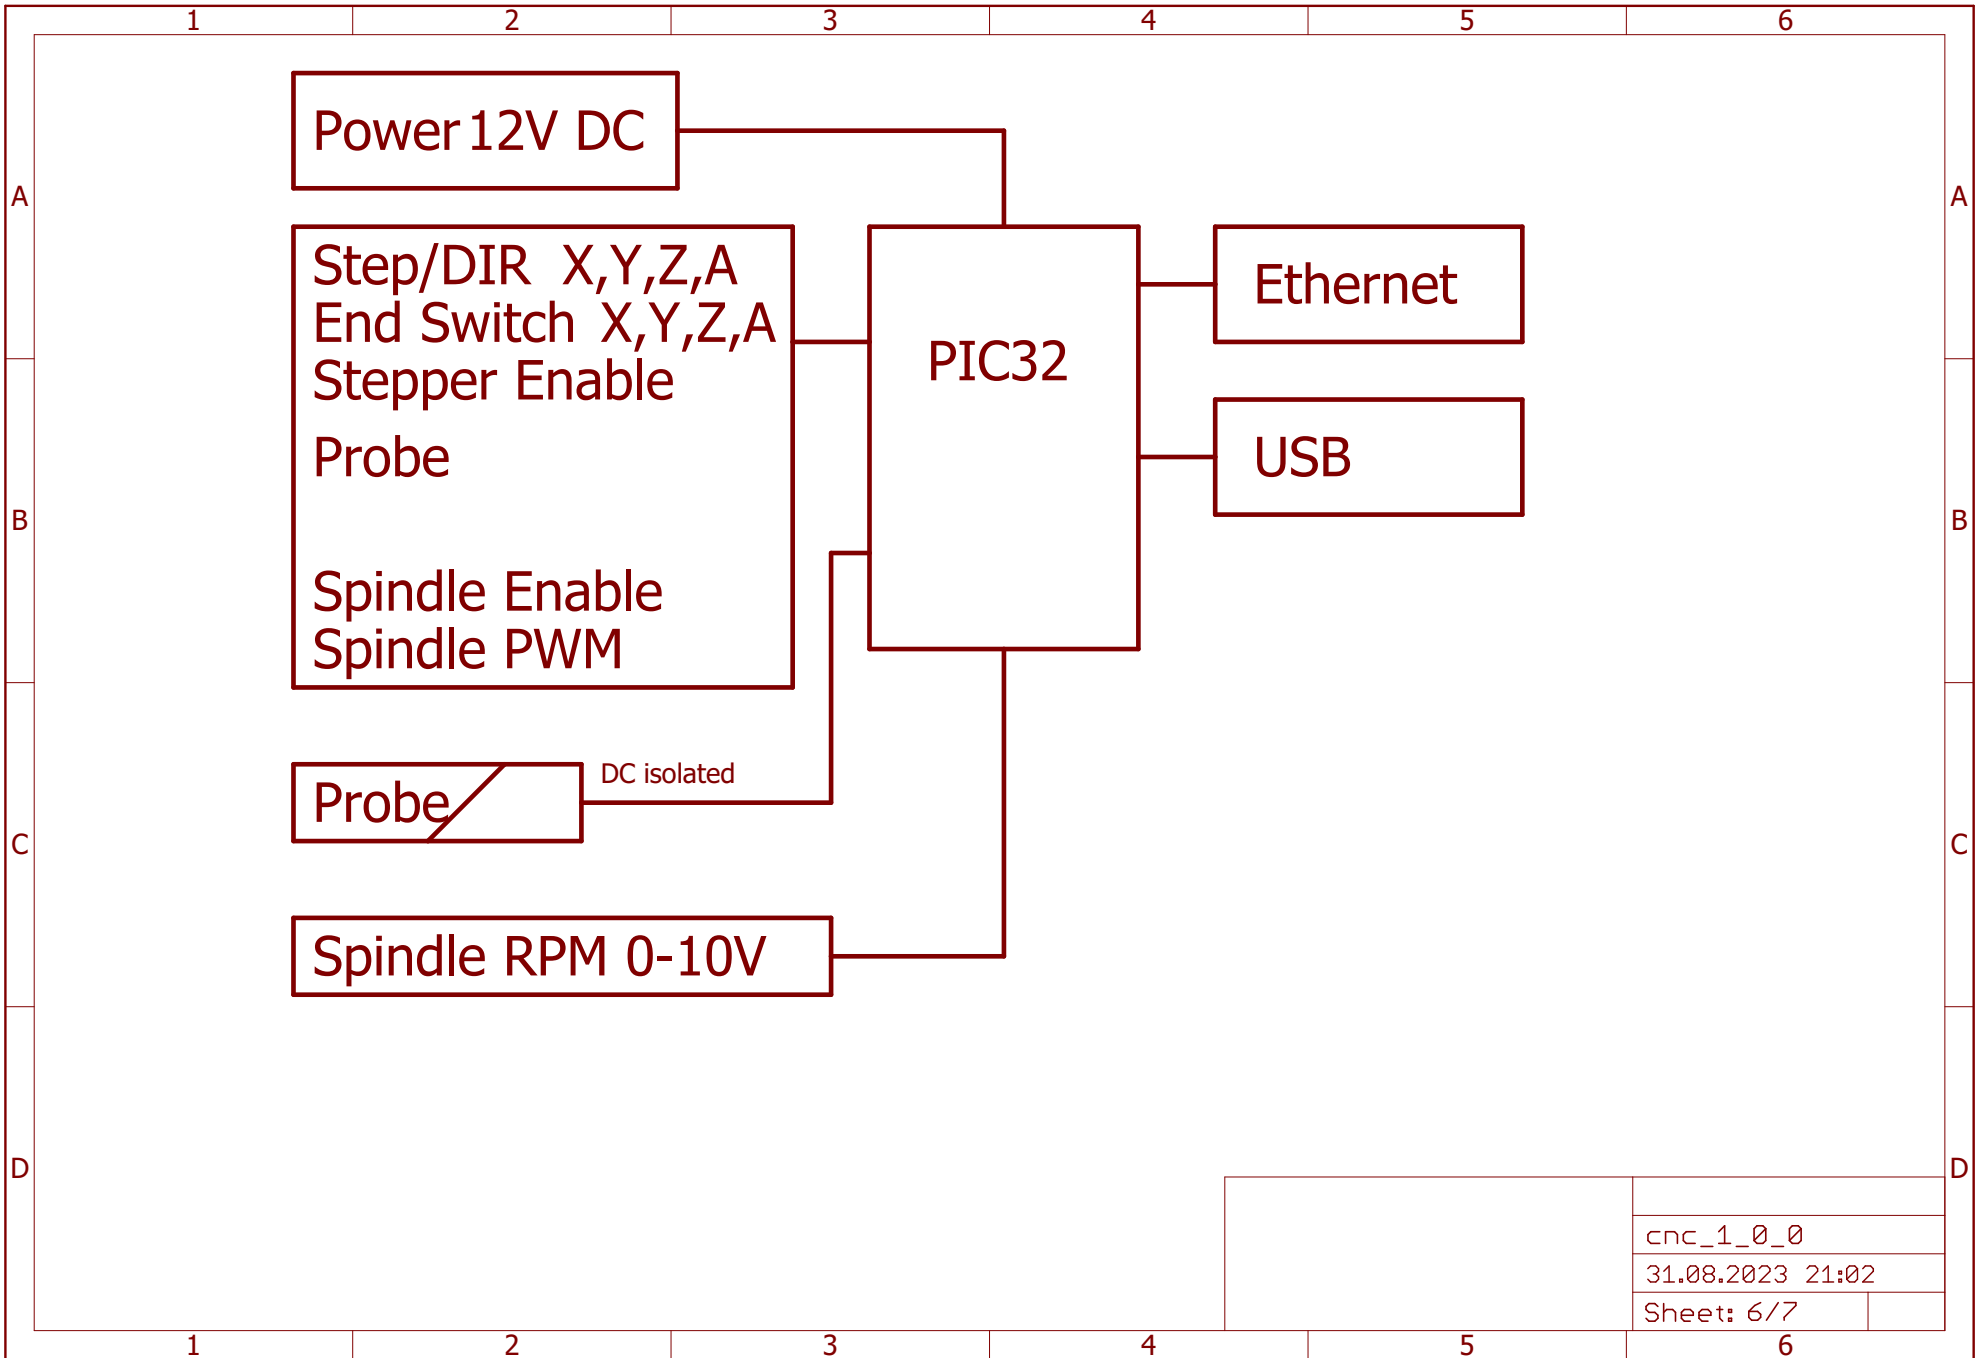 1 2 3 4 5 6
A A
Power 12V DC
Step/DIR X,Y,Z,A
End Switch X,Y,Z,A
Stepper Enable
Probe
Spindle Enable
Spindle PWM
PIC32
Ethernet
USB
B B
Probe
DC isolated
C C
Spindle RPM 0-10V
D D
cnc_1_0_0
31.08.2023 21:02
Sheet: 6/7
1 2 3 4 5 6